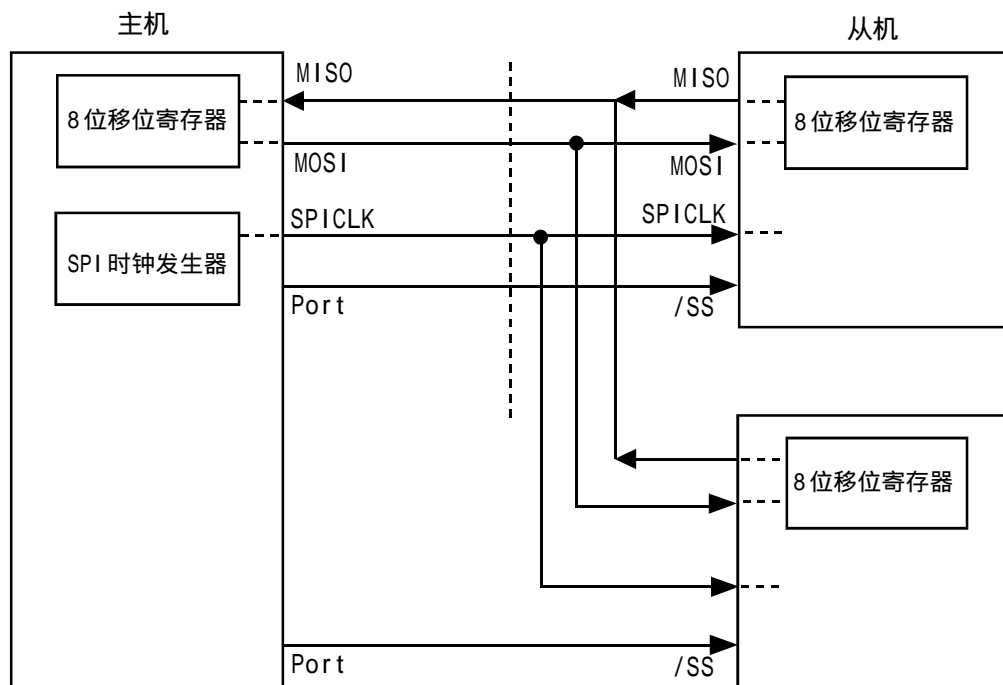 主机
从机
MISO
MISO
8位移位寄存器
8位移位寄存器
MOSI
MOSI
SPICLK
SPICLK
SPI时钟发生器
Port
/SS
8位移位寄存器
Port
/SS